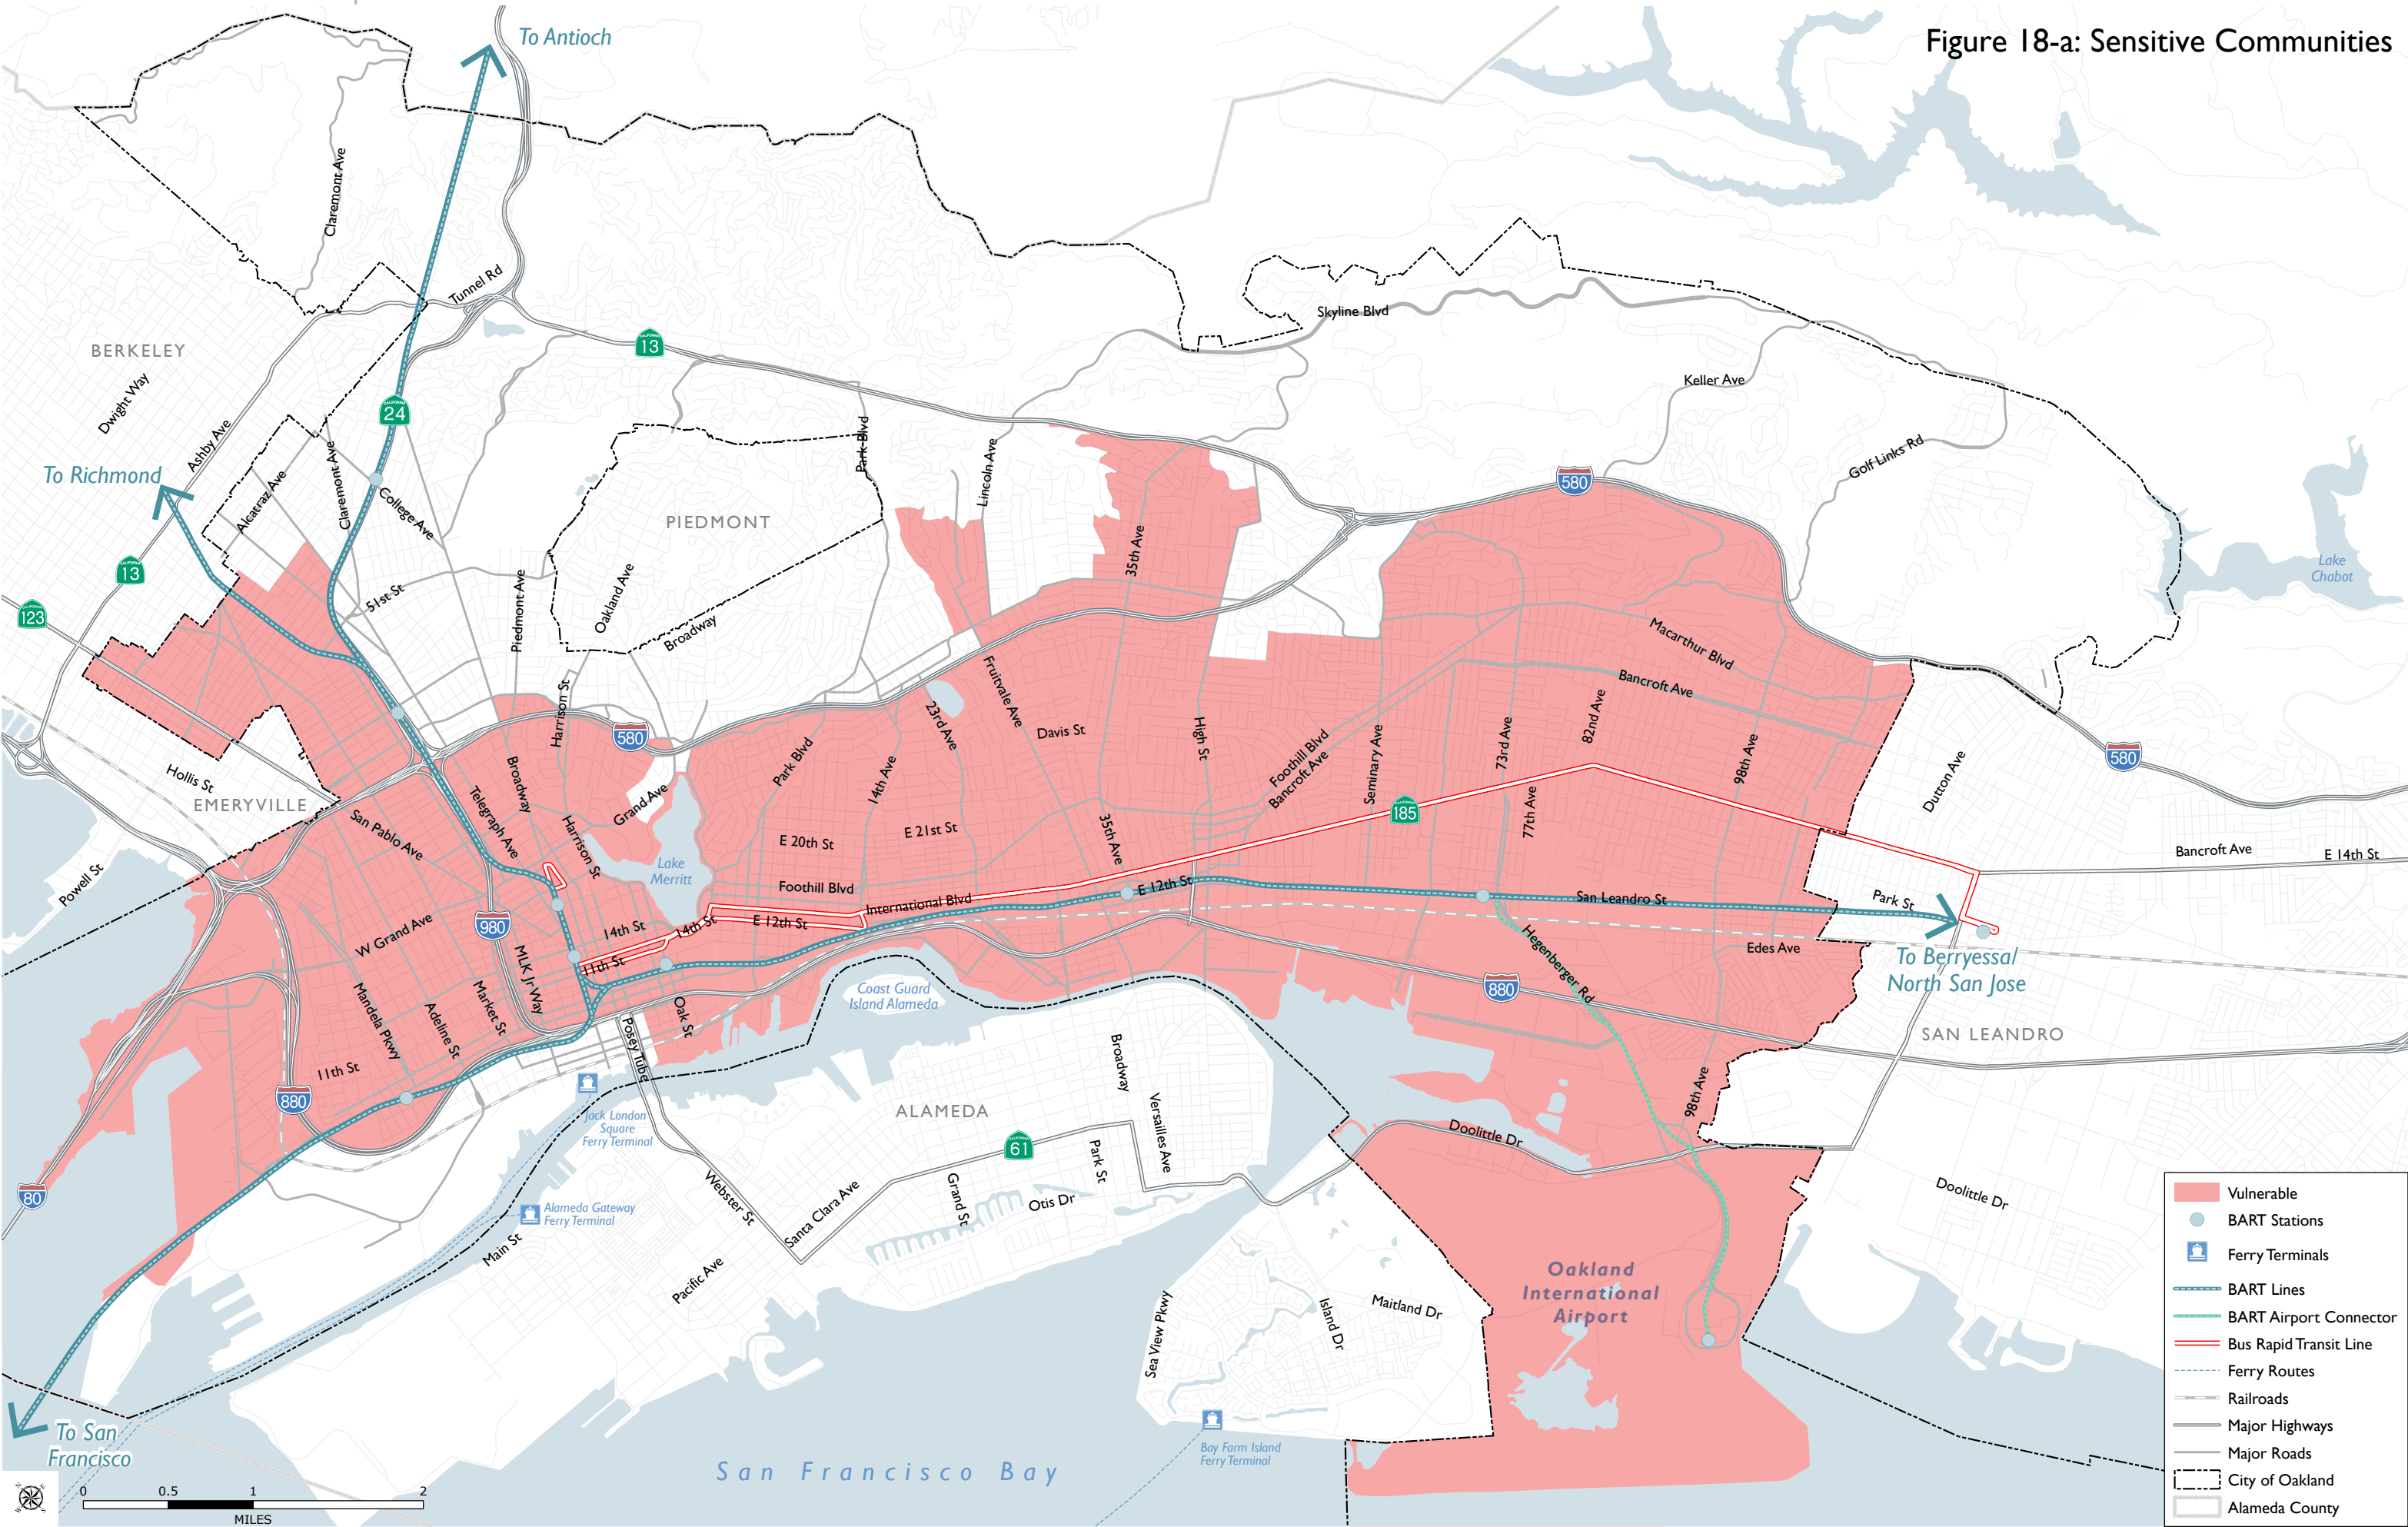 Figure 18-a: Sensitive Communities
To Antioch
Claremont Ave
Tunnel Rd
CALIFORNIA
13
Skyline Blvd
BERKELEY
Dwight Way
CALIFORNIA
24
Keller Ave
Ashby Ave
Park Blvd
Lincoln Ave
Golf Links Rd
To Richmond
Alcatraz Ave
Claremont Ave
College Ave
PIEDMONT
580
35th Ave
CALIFORNIA
13
Lake
Chabot
CALIFORNIA
123
51st St
Piedmont Ave
Oakland Ave
Broadway
Macarthur Blvd
Bancroft Ave
Fruitvale Ave
Harrison St
580
23rd Ave
Davis St
High St
Foothill Blvd
Bancroft Ave
Seminary Ave
73rd Ave
82nd Ave
98th Ave
580
Hollis St
EMERYVILLE
Telegraph Ave
Broadway
Park Blvd
14th Ave
Dutton Ave
San Pablo Ave
Harrison St
Grand Ave
E 20th St
E 21st St
35th Ave
CALIFORNIA
185
77th Ave
Bancroft Ave
E 14th St
Powell St
Lake
Merritt
Foothill Blvd
International Blvd
E 12th St
San Leandro St
Park St
W Grand Ave
980
14th St
14th St
E 12th St
11th St
MLK Jr Way
Hegenberger Rd
Edes Ave
To Berryessa/
North San Jose
Mandela Pkwy
Adeline St
Market St
Oak St
Posey Tube
Coast Guard
Island Alameda
880
SAN LEANDRO
11th St
880
Jack London
Square
Ferry Terminal
ALAMEDA
Broadway
Versailles Ave
98th Ave
Doolittle Dr
CALIFORNIA
61
Park St
80
Alameda Gateway
Ferry Terminal
Main St
Webster St
Santa Clara Ave
Grand St
Otis Dr
Doolittle Dr
Pacific Ave
Sea View Pkwy
Island Dr
Maitland Dr
Oakland
International
Airport
To San
Francisco
San Francisco Bay
Bay Farm Island
Ferry Terminal
0 0.5 1 2
MILES
Vulnerable
BART Stations
Ferry Terminals
BART Lines
BART Airport Connector
Bus Rapid Transit Line
Ferry Routes
Railroads
Major Highways
Major Roads
City of Oakland
Alameda County